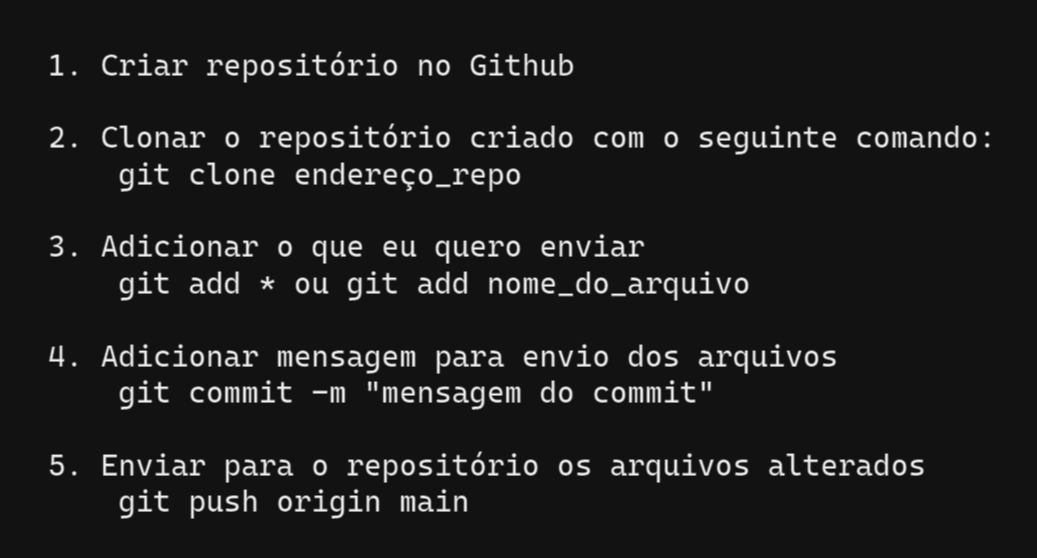 1. Criar repositório no Github
2. Clonar o repositório criado com o seguinte comando:
git clone endereço_repo
3. Adicionar o que eu quero enviar
git add * ou git add nome_do_arquivo
4. Adicionar mensagem para envio dos arquivos
git commit -m "mensagem do commit"
5. Enviar para o repositório os arquivos alterados
git push origin main